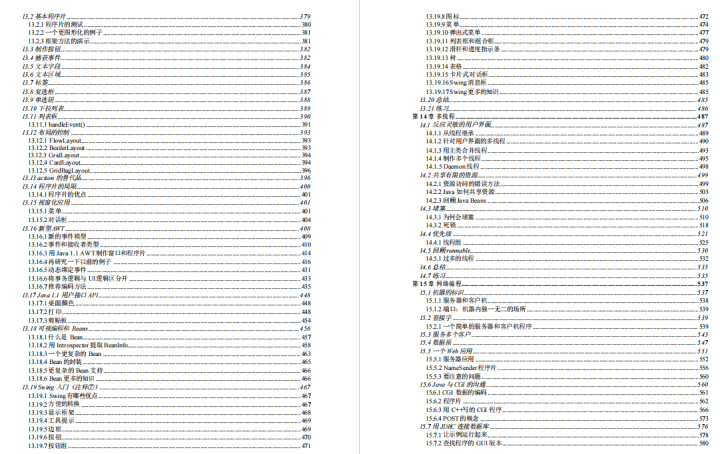 13.2 基本程序片 379
13.2.1 程序片的测试 380
13.2.2 一个更图形化的例子 381
13.2.3 框架方法的演示 381
13.3 制作按钮 382
13.4 捕获事件 382
13.5 文本字段 384
13.6 文本区域 385
13.7 标签 386
13.8 复选框 387
13.9 单选钮 388
13.10 下拉列表 389
13.11 列表框 390
13.11.1 handleEvent() 391
13.12 布局的控制 393
13.12.1 FlowLayout 393
13.12.2 BorderLayout 394
13.12.3 GridLayout 394
13.12.4 CardLayout 394
13.12.5 GridBagLayout 396
13.13 action 的替代品 396
13.14 程序片的局限 400
13.14.1 程序片的优点 401
13.15 视窗化应用 401
13.15.1 菜单 401
13.15.2 对话框 404
13.16 新型 AWT 408
13.16.1 新的事件模型 409
13.16.2 事件和接收者类型 410
13.16.3 用 Java 1.1 AWT 制作窗口和程序片 414
13.16.4 再研究一下以前的例子 416
13.16.5 动态绑定事件 431
13.16.6 将事务逻辑与 UI逻辑区分开 433
13.16.7 推荐编码方法 435
13.17 Java 1.1 用户接口 API 448
13.17.1 桌面颜色 448
13.17.2 打印 448
13.17.3 剪贴板 454
13.18 可视编程和 Beans 456
13.18.1 什么是 Bean 457
13.18.2 用 Introspector 提取 BeanInfo 458
13.18.3 一个更复杂的 Bean 463
13.18.4 Bean 的封装 465
13.18.5 更复杂的 Bean 支持 466
13.18.6 Bean 更多的知识 466
13.19 Swing 入门（注释⑦） 467
13.19.1 Swing 有哪些优点 467
13.19.2 方便的转换 467
13.19.3 显示框架 468
13.19.4 工具提示 469
13.19.5 边框 469
13.19.6 按钮 470
13.19.7 按钮组 471
13.19.8 图标 472
13.19.9 菜单 474
13.19.10 弹出式菜单 477
13.19.11 列表框和组合框 479
13.19.12 滑杆和进度指示条 479
13.19.13 树 480
13.19.14 表格 482
13.19.15 卡片式对话框 483
13.19.16 Swing 消息框 485
13.19.17 Swing 更多的知识 485
13.20 总结 485
13.21 练习 486
第 14 章 多线程 487
14.1 反应灵敏的用户界面 487
14.1.1 从线程继承 489
14.1.2 针对用户界面的多线程 490
14.1.3 用主类合并线程 493
14.1.4 制作多个线程 495
14.1.5 Daemon 线程 498
14.2 共享有限的资源 499
14.2.1 资源访问的错误方法 499
14.2.2 Java 如何共享资源 503
14.2.3 回顾 Java Beans 506
14.3 堵塞 510
14.3.1 为何会堵塞 510
14.3.2 死锁 518
14.4 优先级 521
14.4.1 线程组 525
14.5 回顾 runnable 530
14.5.1 过多的线程 532
14.6 总结 535
14.7 练习 535
第 15 章 网络编程 537
15.1 机器的标识 537
15.1.1 服务器和客户机 538
15.1.2 端口：机器内独一无二的场所 539
15.2 套接字 539
15.2.1 一个简单的服务器和客户机程序 539
15.3 服务多个客户 543
15.4 数据报 547
15.5 一个 Web 应用 551
15.5.1 服务器应用 552
15.5.2 NameSender 程序片 556
15.5.3 要注意的问题 560
15.6 Java 与 CGI 的沟通 560
15.6.1 CGI 数据的编码 561
15.6.2 程序片 562
15.6.3 用 C++写的 CGI 程序 566
15.6.4 POST 的概念 573
15.7 用 JDBC 连接数据库 576
15.7.1 让示例运行起来 578
15.7.2 查找程序的 GUI 版本 580